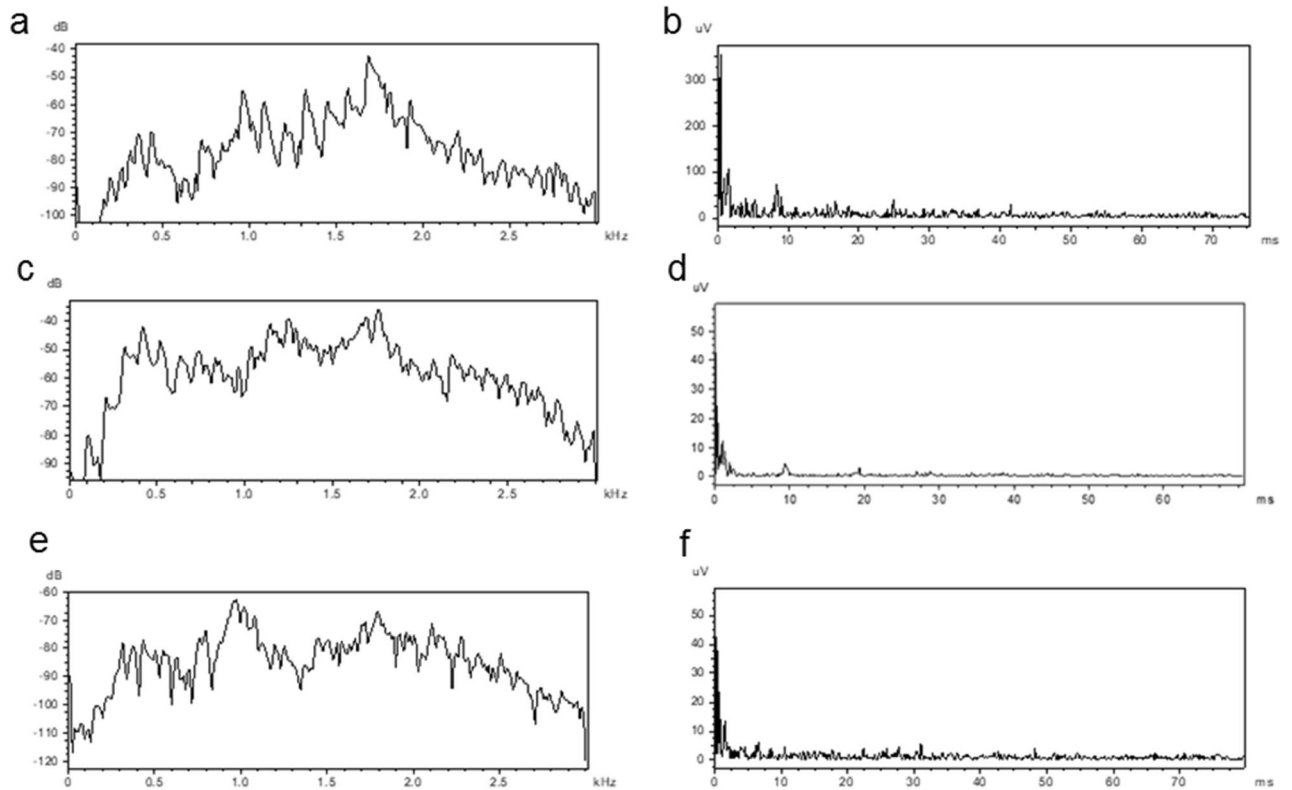 a
dB
-40
-50
-60
-70
-80
-90
-100
0 0.5 1.0 1.5 2.0 2.5 kHz
b
uV
300
200
100
0
0 10 20 30 40 50 60 70 ms
c
dB
-40
-50
-60
-70
-80
-90
0 0.5 1.0 1.5 2.0 2.5 kHz
d
uV
50
40
30
20
10
0
0 10 20 30 40 50 60 ms
e
dB
-60
-70
-80
-90
-100
-110
-120
0 0.5 1.0 1.5 2.0 2.5 kHz
f
uV
50
40
30
20
10
0
0 10 20 30 40 50 60 70 ms